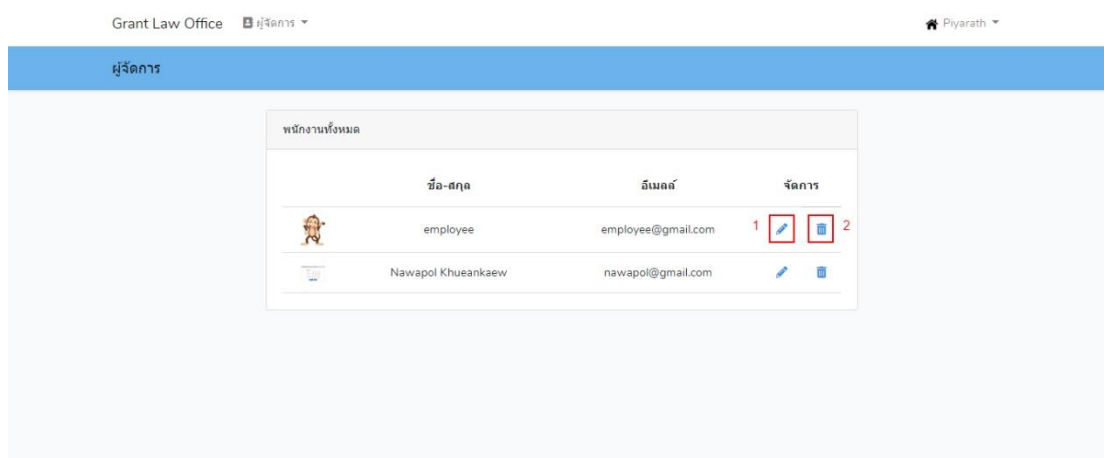 Grant Law Office ผู้จัดการ Piyarath
ผู้จัดการ
พนักงานทั้งหมด
ชื่อ-สกุล อีเมลล์ จัดการ
employee employee@gmail.com 1 2
Nawapol Khueankaew nawapol@gmail.com